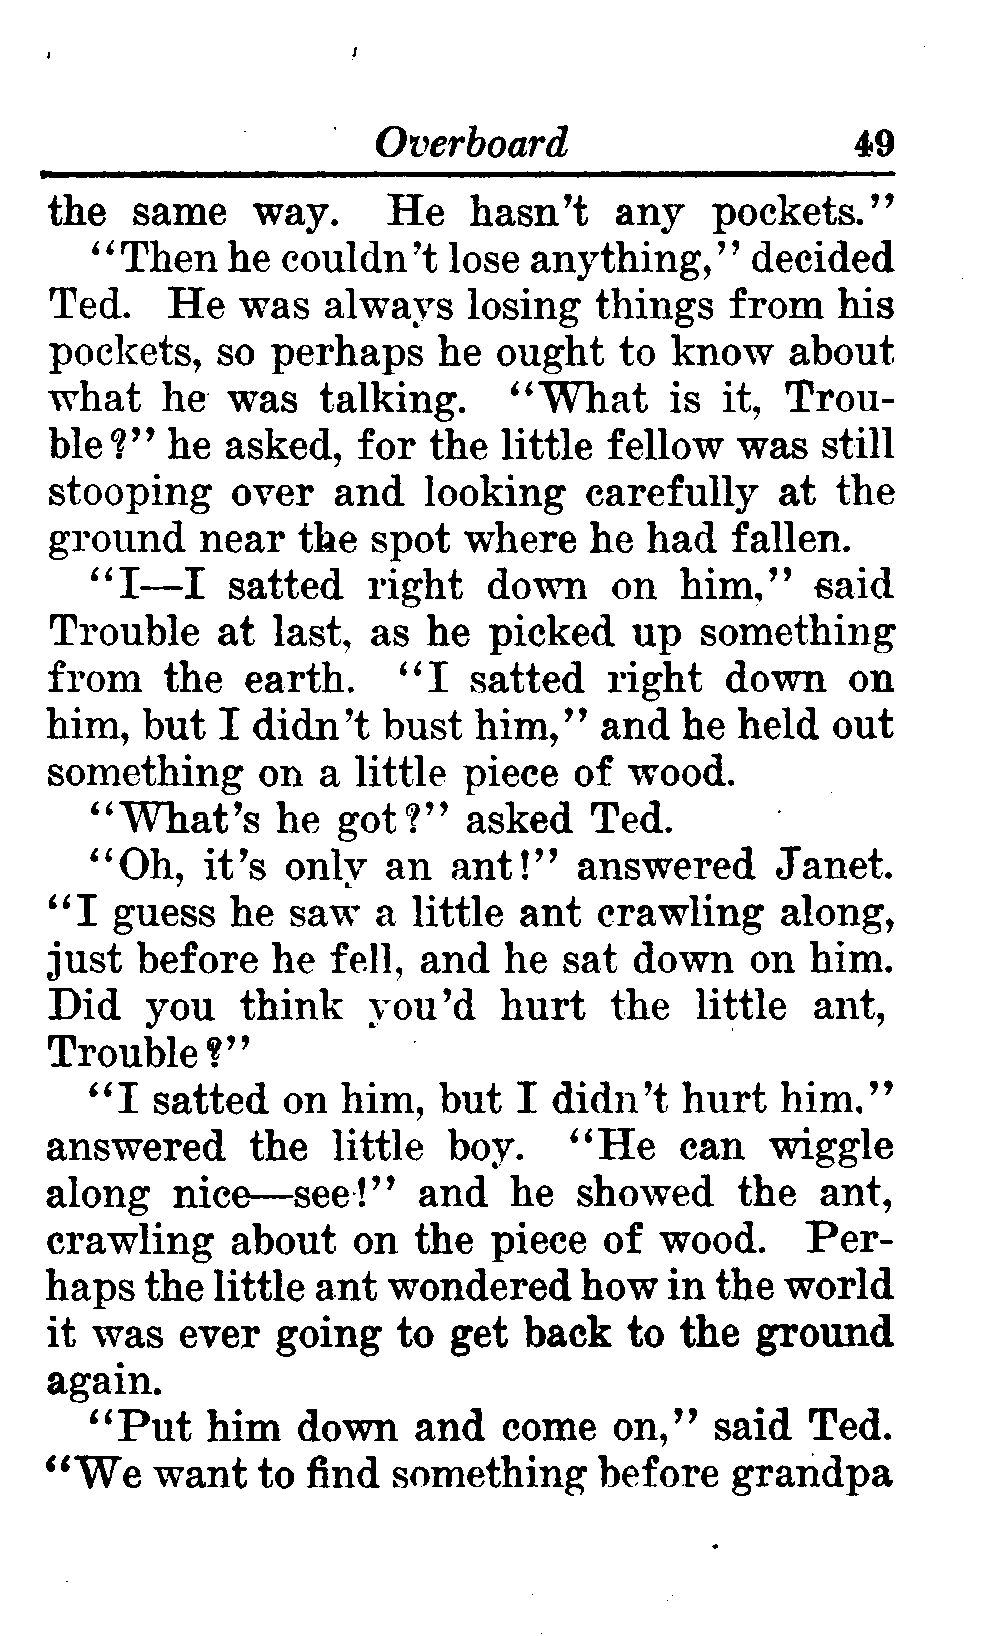 Overboard 49
the same way. He hasn't any pockets."
"Then he couldn't lose anything," decided
Ted. He was always losing things from his
pockets, so perhaps he ought to know about
what he was talking. "What is it, Trou-
ble?" he asked, for the little fellow was still
stooping over and looking carefully at the
ground near the spot where he had fallen.
"I—I satted right down on him," said
Trouble at last, as he picked up something
from the earth. "I satted right down on
him, but I didn't bust him," and he held out
something on a little piece of wood.
"What's he got?" asked Ted.
"Oh, it's only an ant!" answered Janet.
"I guess he saw a little ant crawling along,
just before he fell, and he sat down on him.
Did you think you'd hurt the little ant,
Trouble?"
"I satted on him, but I didn't hurt him."
answered the little boy. "He can wiggle
along nice—see!" and he showed the ant,
crawling about on the piece of wood. Per-
haps the little ant wondered how in the world
it was ever going to get back to the ground
again.
"Put him down and come on," said Ted.
"We want to find something before grandpa